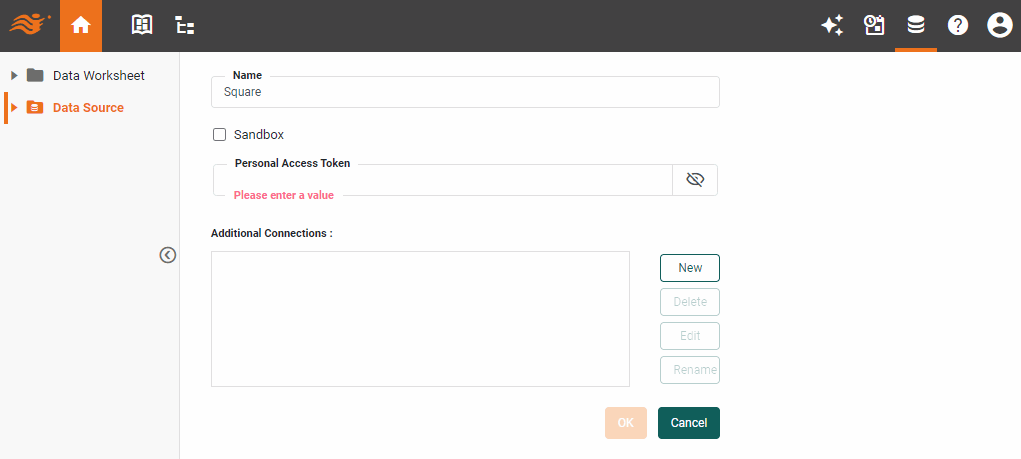 Data Worksheet
Data Source
Name
Square
Sandbox
Personal Access Token
Please enter a value
Additional Connections :
New
Delete
Edit
Rename
OK
Cancel